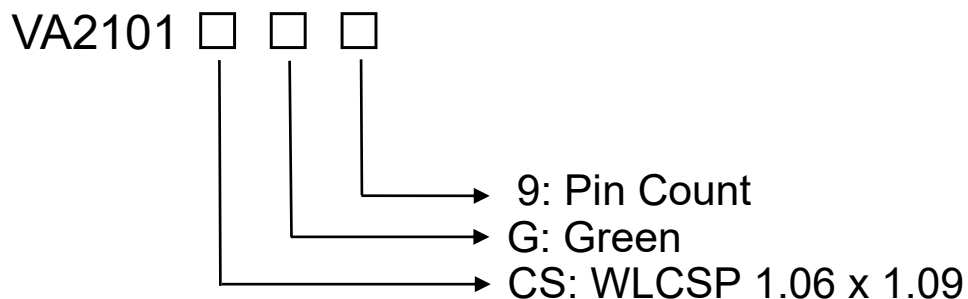 VA2101 □ □ □
9: Pin Count
G: Green
CS: WLCSP 1.06 x 1.09